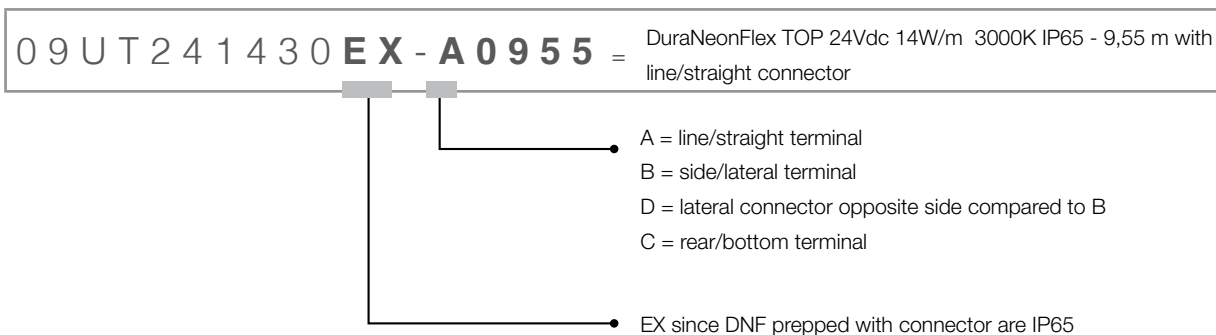 09UT241430EX-A0955 =
DuraNeonFlex TOP 24Vdc 14W/m 3000K IP65 - 9,55 m with
line/straight connector
A = line/straight terminal
B = side/lateral terminal
D = lateral connector opposite side compared to B
C = rear/bottom terminal
EX since DNF prepped with connector are IP65